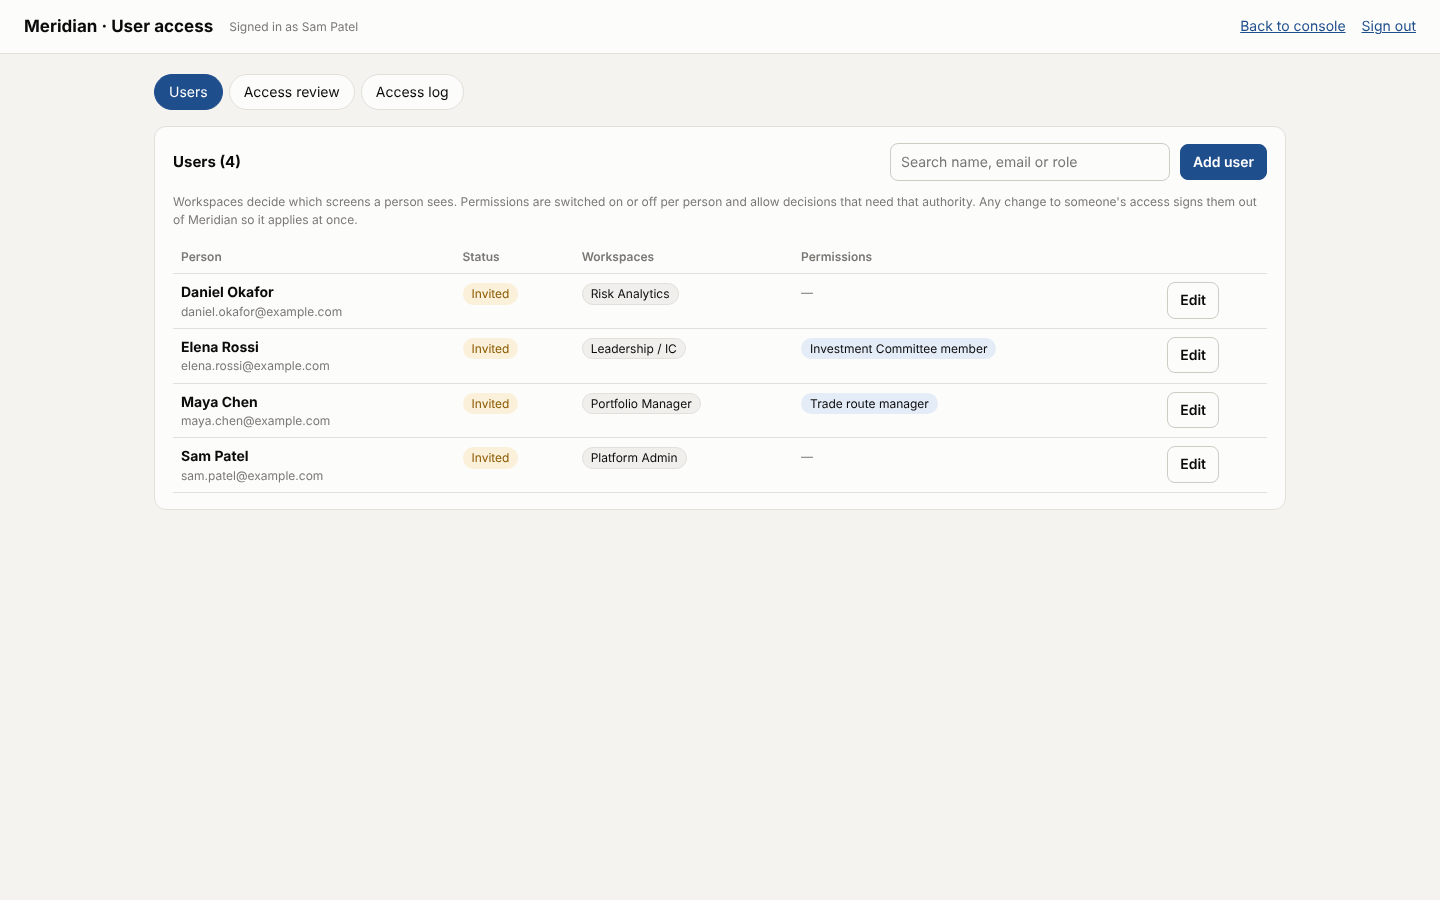 Meridian · User access
Signed in as Sam Patel
Back to console
Sign out
Users
Access review
Access log
Users (4)
Search name, email or role
Add user
Workspaces decide which screens a person sees. Permissions are switched on or off per person and allow decisions that need that authority. Any change to someone's access signs them out
of Meridian so it applies at once.
Person Status Workspaces Permissions
Daniel Okafor Invited Risk Analytics — Edit
daniel.okafor@example.com
Elena Rossi Invited Leadership / IC Investment Committee member Edit
elena.rossi@example.com
Maya Chen Invited Portfolio Manager Trade route manager Edit
maya.chen@example.com
Sam Patel Invited Platform Admin — Edit
sam.patel@example.com